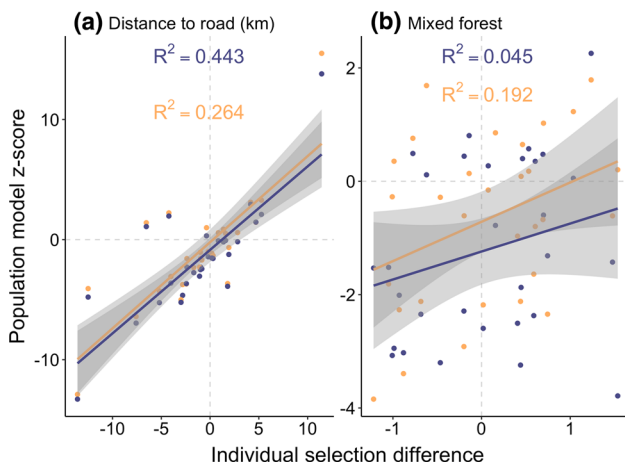 (a) Distance to road (km)
(b) Mixed forest
R² = 0.443
R² = 0.264
R² = 0.045
R² = 0.192
Population model z-score
10
0
-10
2
0
-2
-4
-10 -5 0 5 10
-1 0 1
Individual selection difference